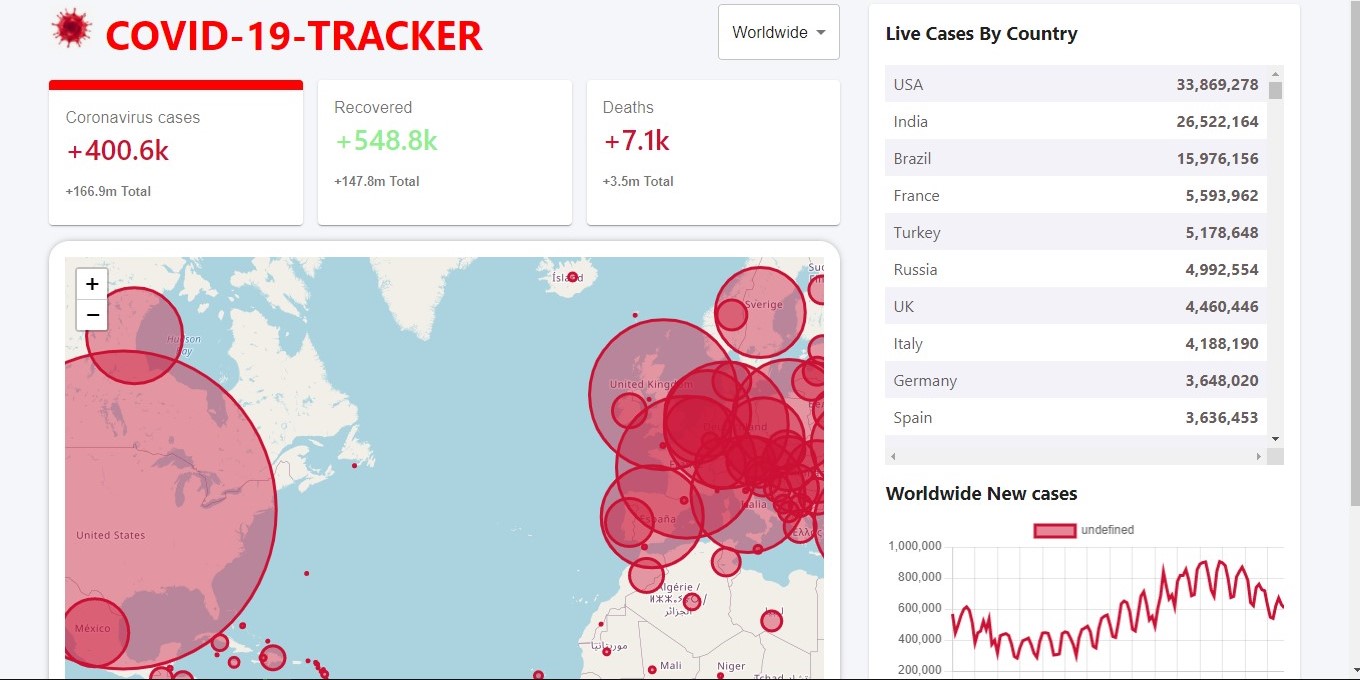 COVID-19-TRACKER
Worldwide
Coronavirus cases
+400.6k
+166.9m Total
Recovered
+548.8k
+147.8m Total
Deaths
+7.1k
+3.5m Total
+
−
Ísland
Sverige
Hudson
Bay
United Kingdom
United States
España
Italia
México
Algérie /
الجزائر
ليبيا
موريتانيا
Mali
Niger
Live Cases By Country
USA 33,869,278
India 26,522,164
Brazil 15,976,156
France 5,593,962
Turkey 5,178,648
Russia 4,992,554
UK 4,460,446
Italy 4,188,190
Germany 3,648,020
Spain 3,636,453
Worldwide New cases
undefined
1,000,000
800,000
600,000
400,000
200,000